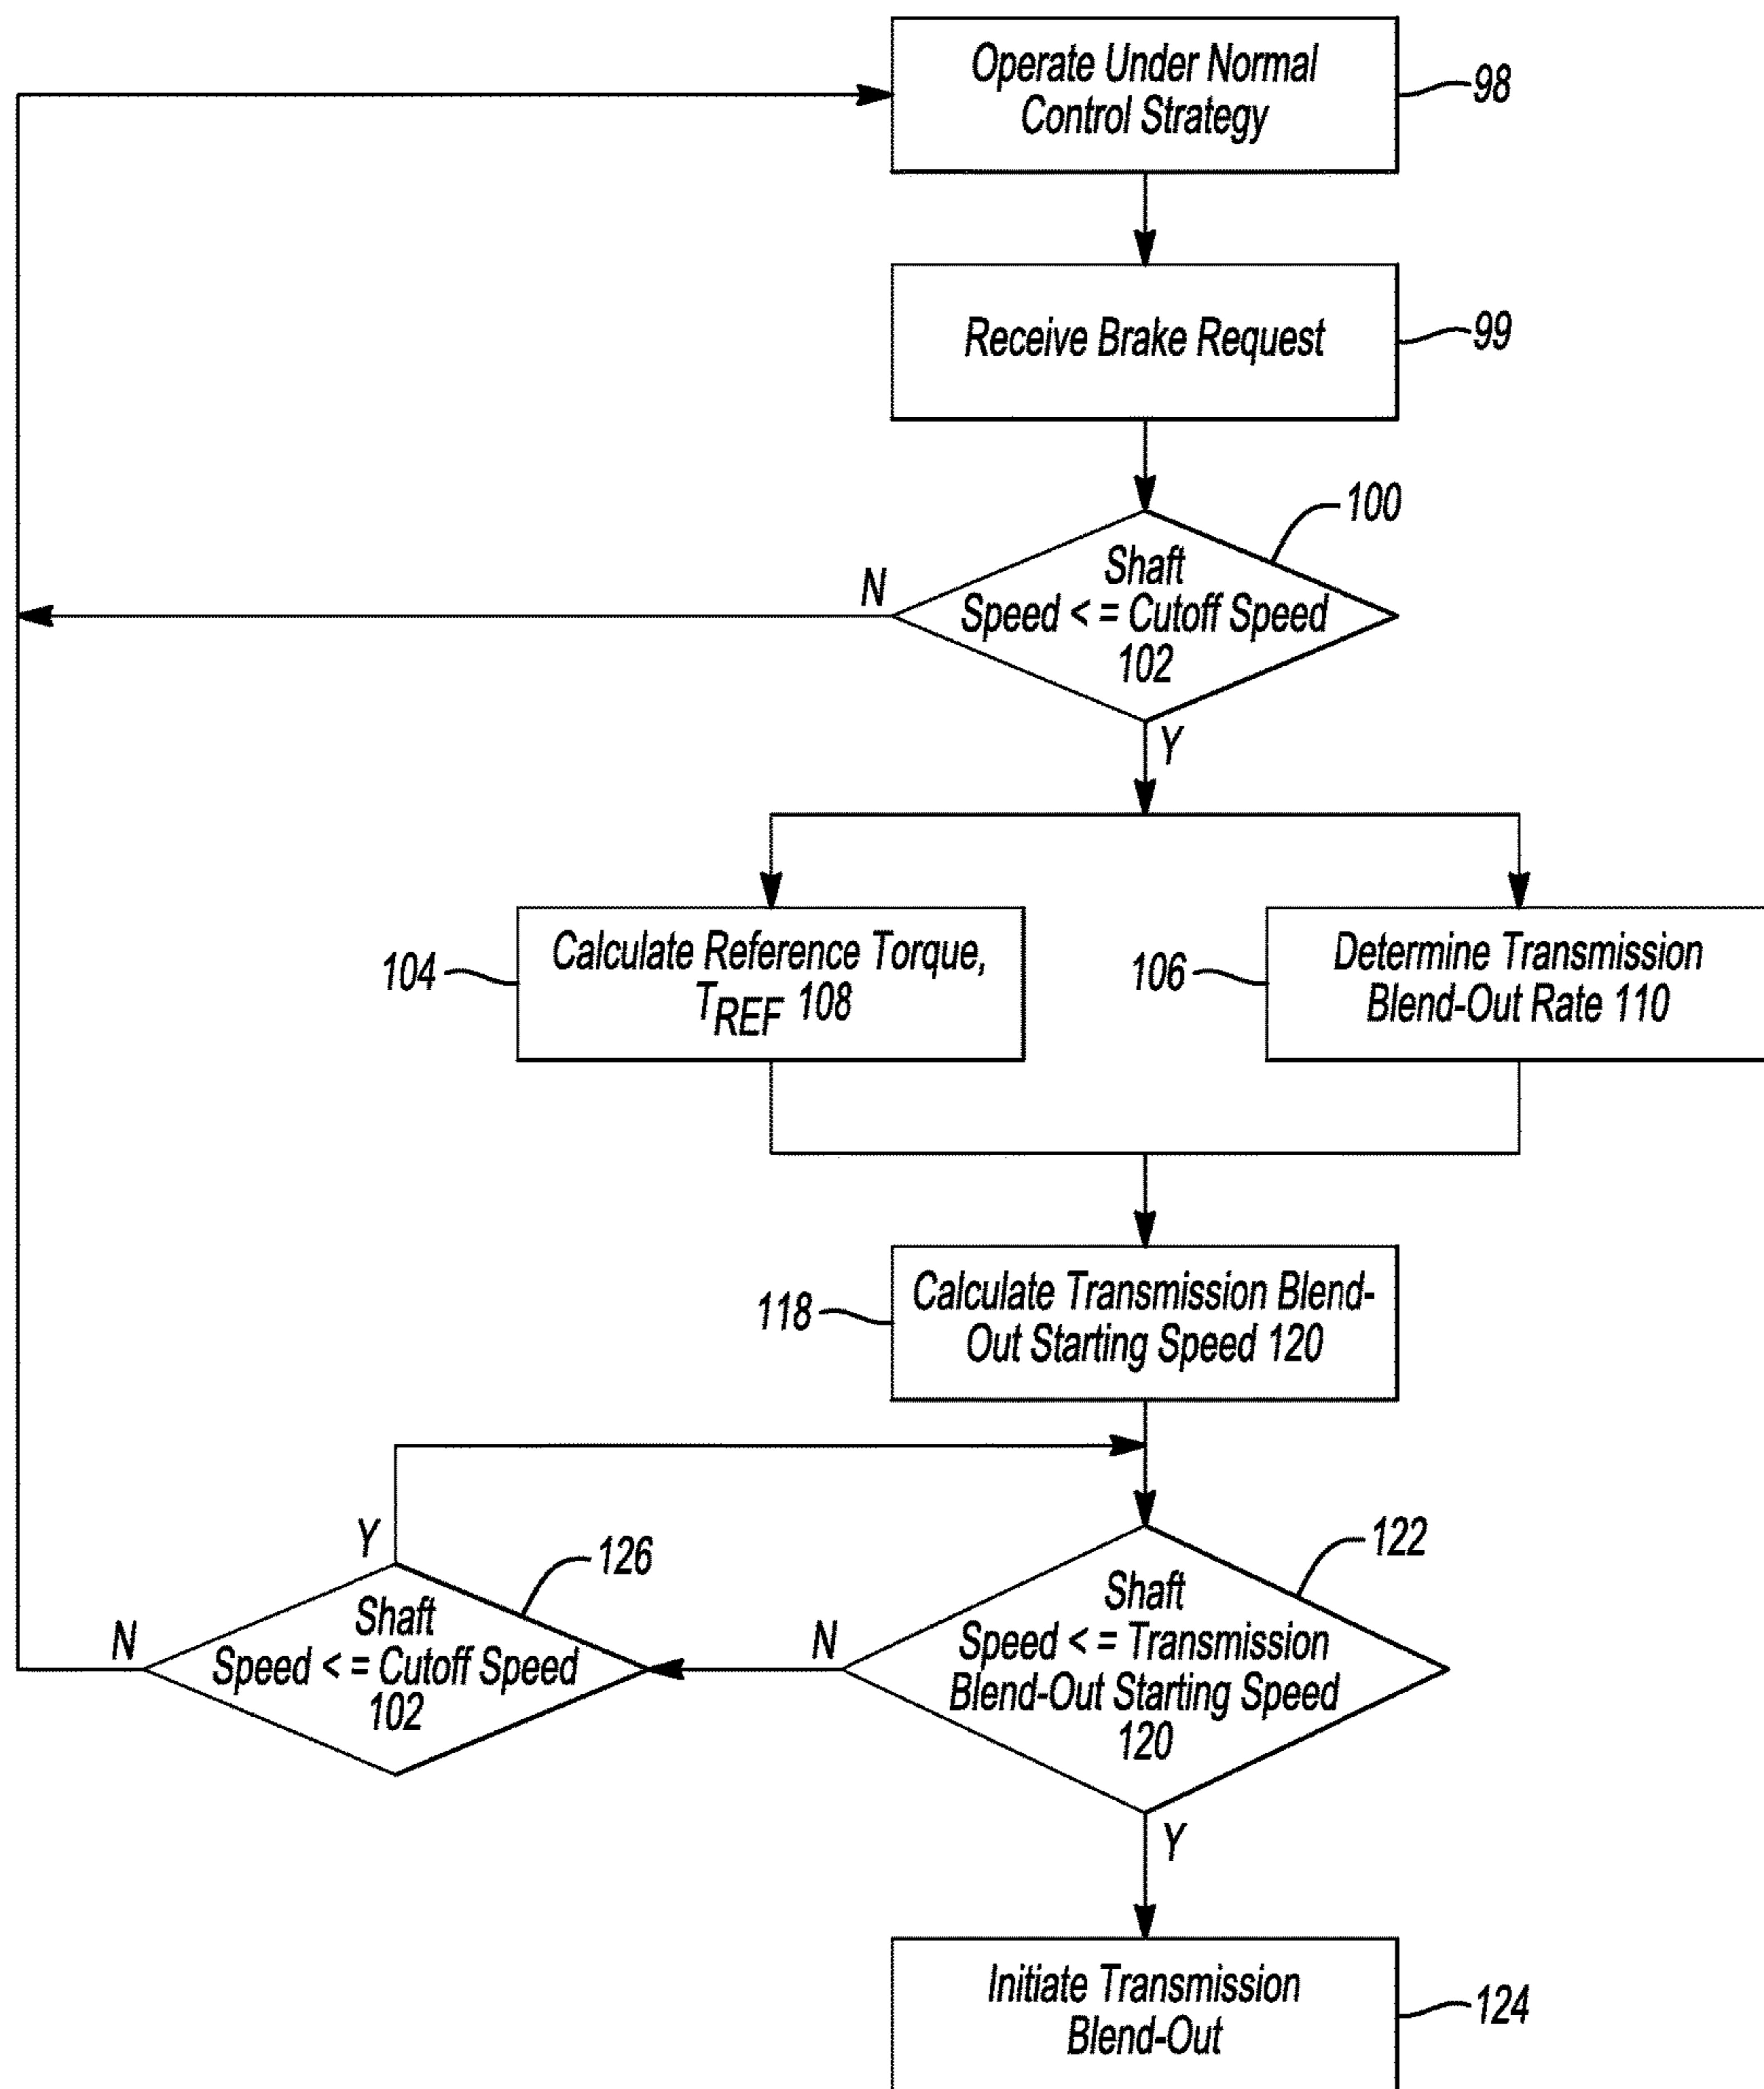 Operate Under Normal
Control Strategy
98
Receive Brake Request
99
100
Shaft
Speed < = Cutoff Speed
102
N
Y
104
Calculate Reference Torque,
TREF 108
106
Determine Transmission
Blend-Out Rate 110
118
Calculate Transmission Blend-
Out Starting Speed 120
122
Shaft
Speed < = Transmission
Blend-Out Starting Speed
120
N
Y
126
Shaft
Speed < = Cutoff Speed
102
Y
N
Initiate Transmission
Blend-Out
124